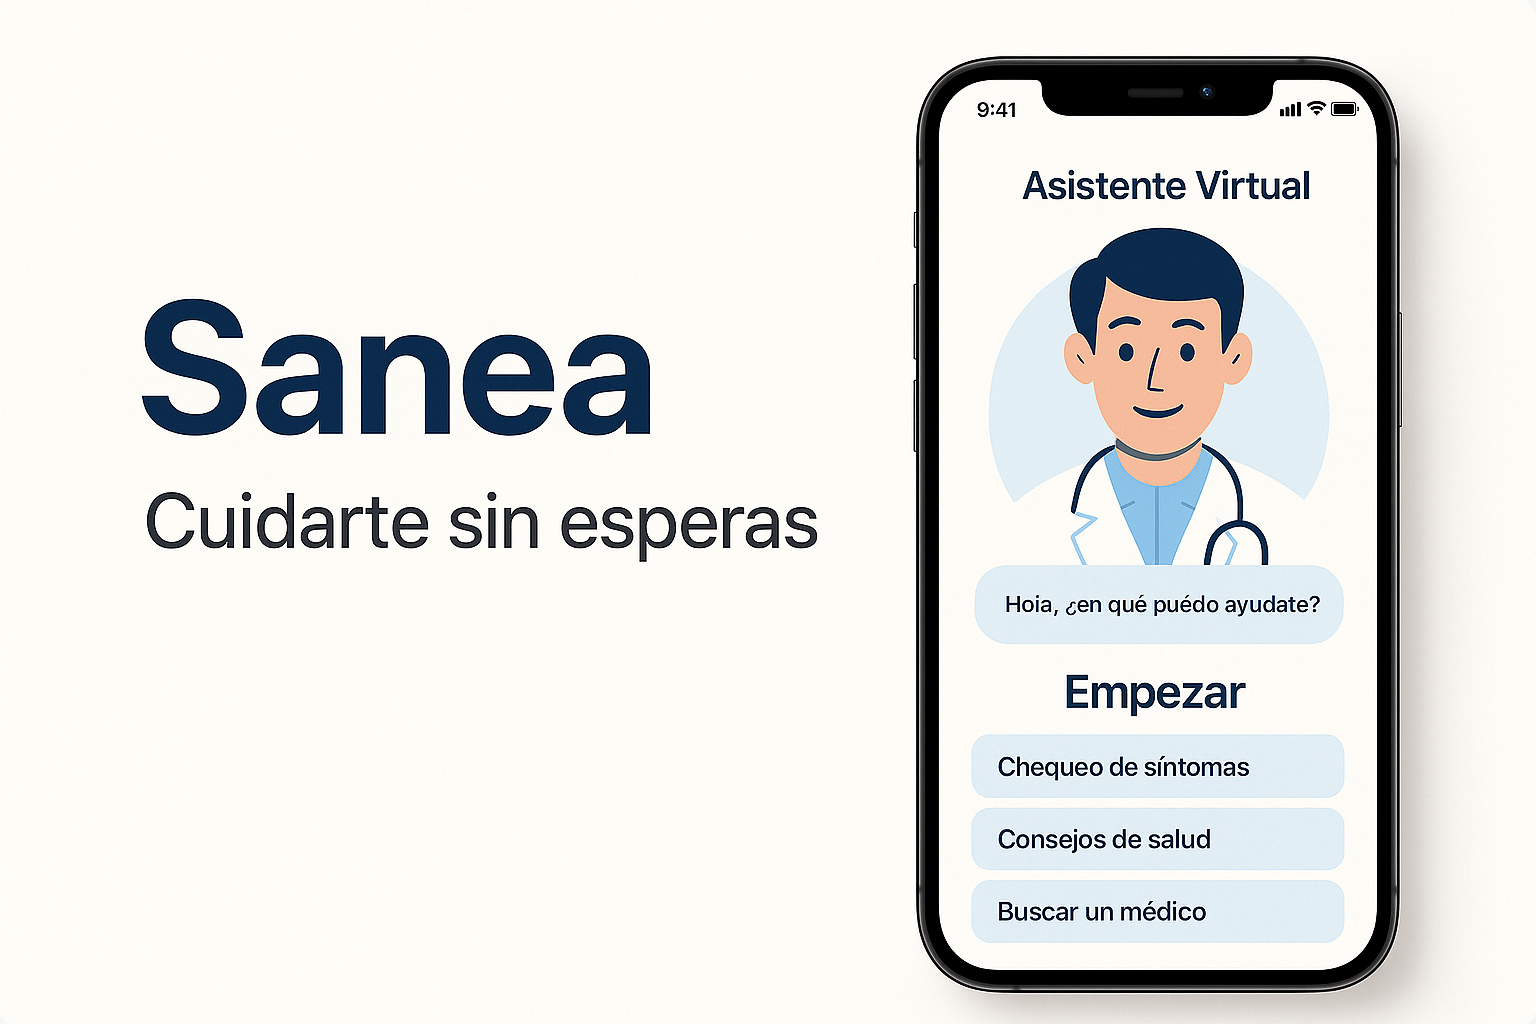 Sanea
Cuidarte sin esperas
9:41
Asistente Virtual
Hoia, ¿en qué puédo ayudate?
Empezar
Chequeo de síntomas
Consejos de salud
Buscar un médico